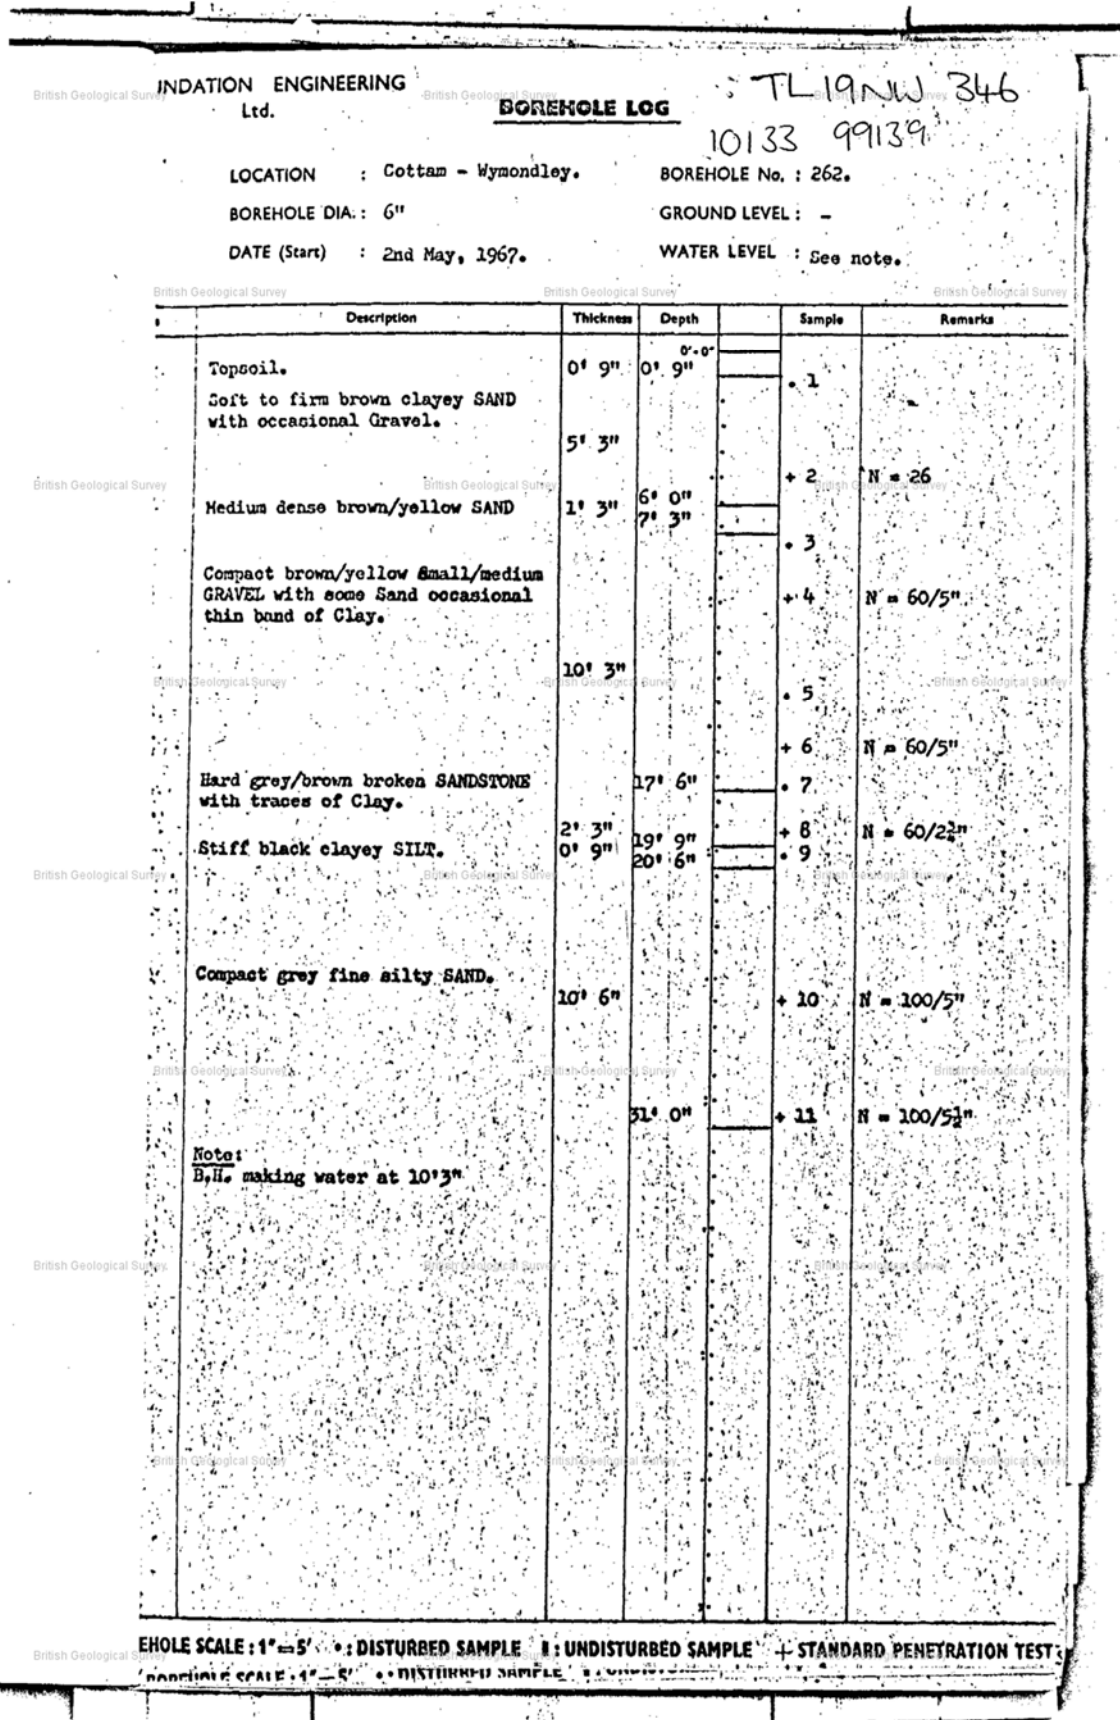 INDATION ENGINEERING
Ltd.
BOREHOLE LOG
TL19NW 346
10133 99139
LOCATION : Cottam - Wymondley.
BOREHOLE No. : 262.
BOREHOLE DIA. : 6"
GROUND LEVEL : -
DATE (Start) : 2nd May, 1967.
WATER LEVEL : See note.
Description Thickness Depth Sample Remarks
0'-0"
Topsoil. 0' 9" 0' 9"
. 1
Soft to firm brown clayey SAND
with occasional Gravel.
5' 3"
+ 2 N = 26
6' 0"
Medium dense brown/yellow SAND 1' 3"
7' 3"
. 3
Compact brown/yellow Small/medium
GRAVEL with some Sand occasional + 4 N = 60/5"
thin band of Clay.
10' 3"
. 5
+ 6 N = 60/5"
Hard grey/brown broken SANDSTONE 17' 6" . 7
with traces of Clay.
2' 3" 19' 9" + 8 N = 60/2¾"
Stiff black clayey SILT. 0' 9" 20' 6" . 9
Compact grey fine silty SAND.
10' 6" + 10 N = 100/5"
31' 0" + 11 N = 100/5½"
Note:
B.H. making water at 10'3"
EHOLE SCALE : 1"=5' • : DISTURBED SAMPLE ▮ : UNDISTURBED SAMPLE + STANDARD PENETRATION TEST :
British Geological Survey